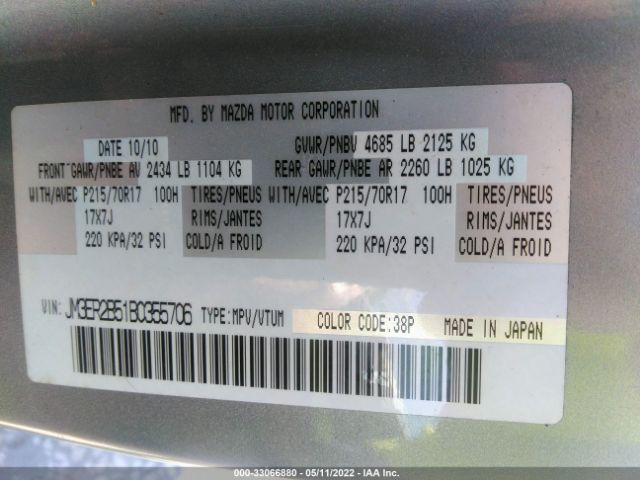 MFD. BY MAZDA MOTOR CORPORATION
DATE 10/10 GVWR/PNBV 4685 LB 2125 KG
FRONT GAWR/PNBE AV 2434 LB 1104 KG REAR GAWR/PNBE AR 2260 LB 1025 KG
WITH/AVEC P215/70R17 100H TIRES/PNEUS WITH/AVEC P215/70R17 100H TIRES/PNEUS
17X7J RIMS/JANTES 17X7J RIMS/JANTES
220 KPA/32 PSI COLD/A FROID 220 KPA/32 PSI COLD/A FROID
VIN: JM3ER2B51B0355706 TYPE:MPV/VTUM COLOR CODE:38P MADE IN JAPAN
000-33066880 - 05/11/2022 - IAA Inc.